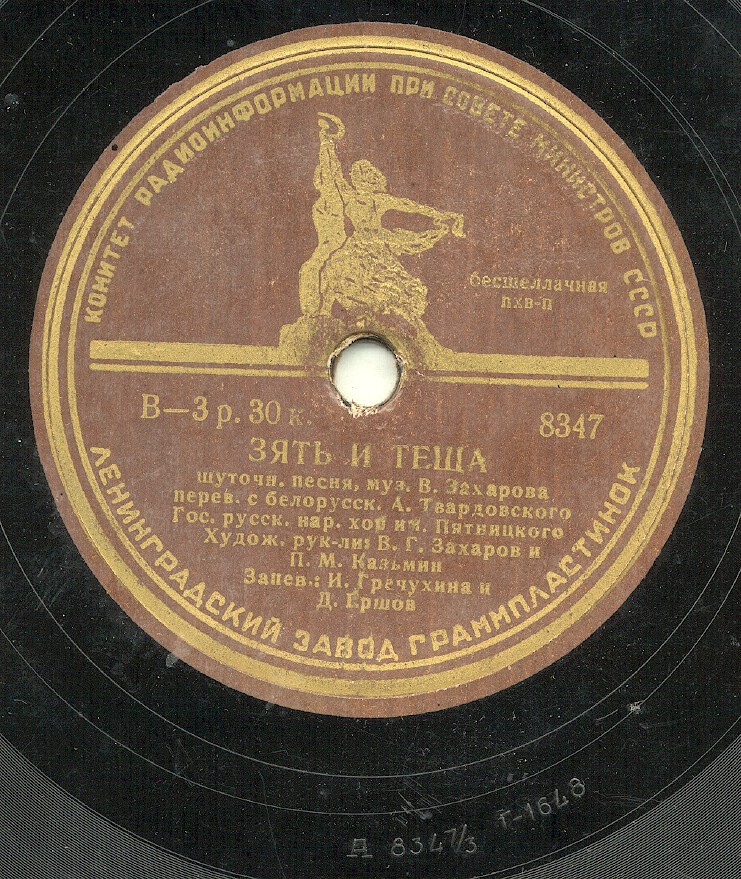 КОМИТЕТ РАДИОИНФОРМАЦИИ ПРИ СОВЕТЕ МИНИСТРОВ СССР
бесшеллачная
пхв-п
В—3 р. 30 к.
8347
ЗЯТЬ И ТЕЩА
шуточн. песня, муз. В. Захарова
перев. с белорусск. А. Твардовского
Гос. русск. нар. хор им. Пятницкого
Худож. рук-ли: В. Г. Захаров и
П. М. Казьмин
Запев.: И. Гречухина и
Д. Ершов
ЛЕНИНГРАДСКИЙ ЗАВОД ГРАМПЛАСТИНОК
А 8347/3 Г-1648